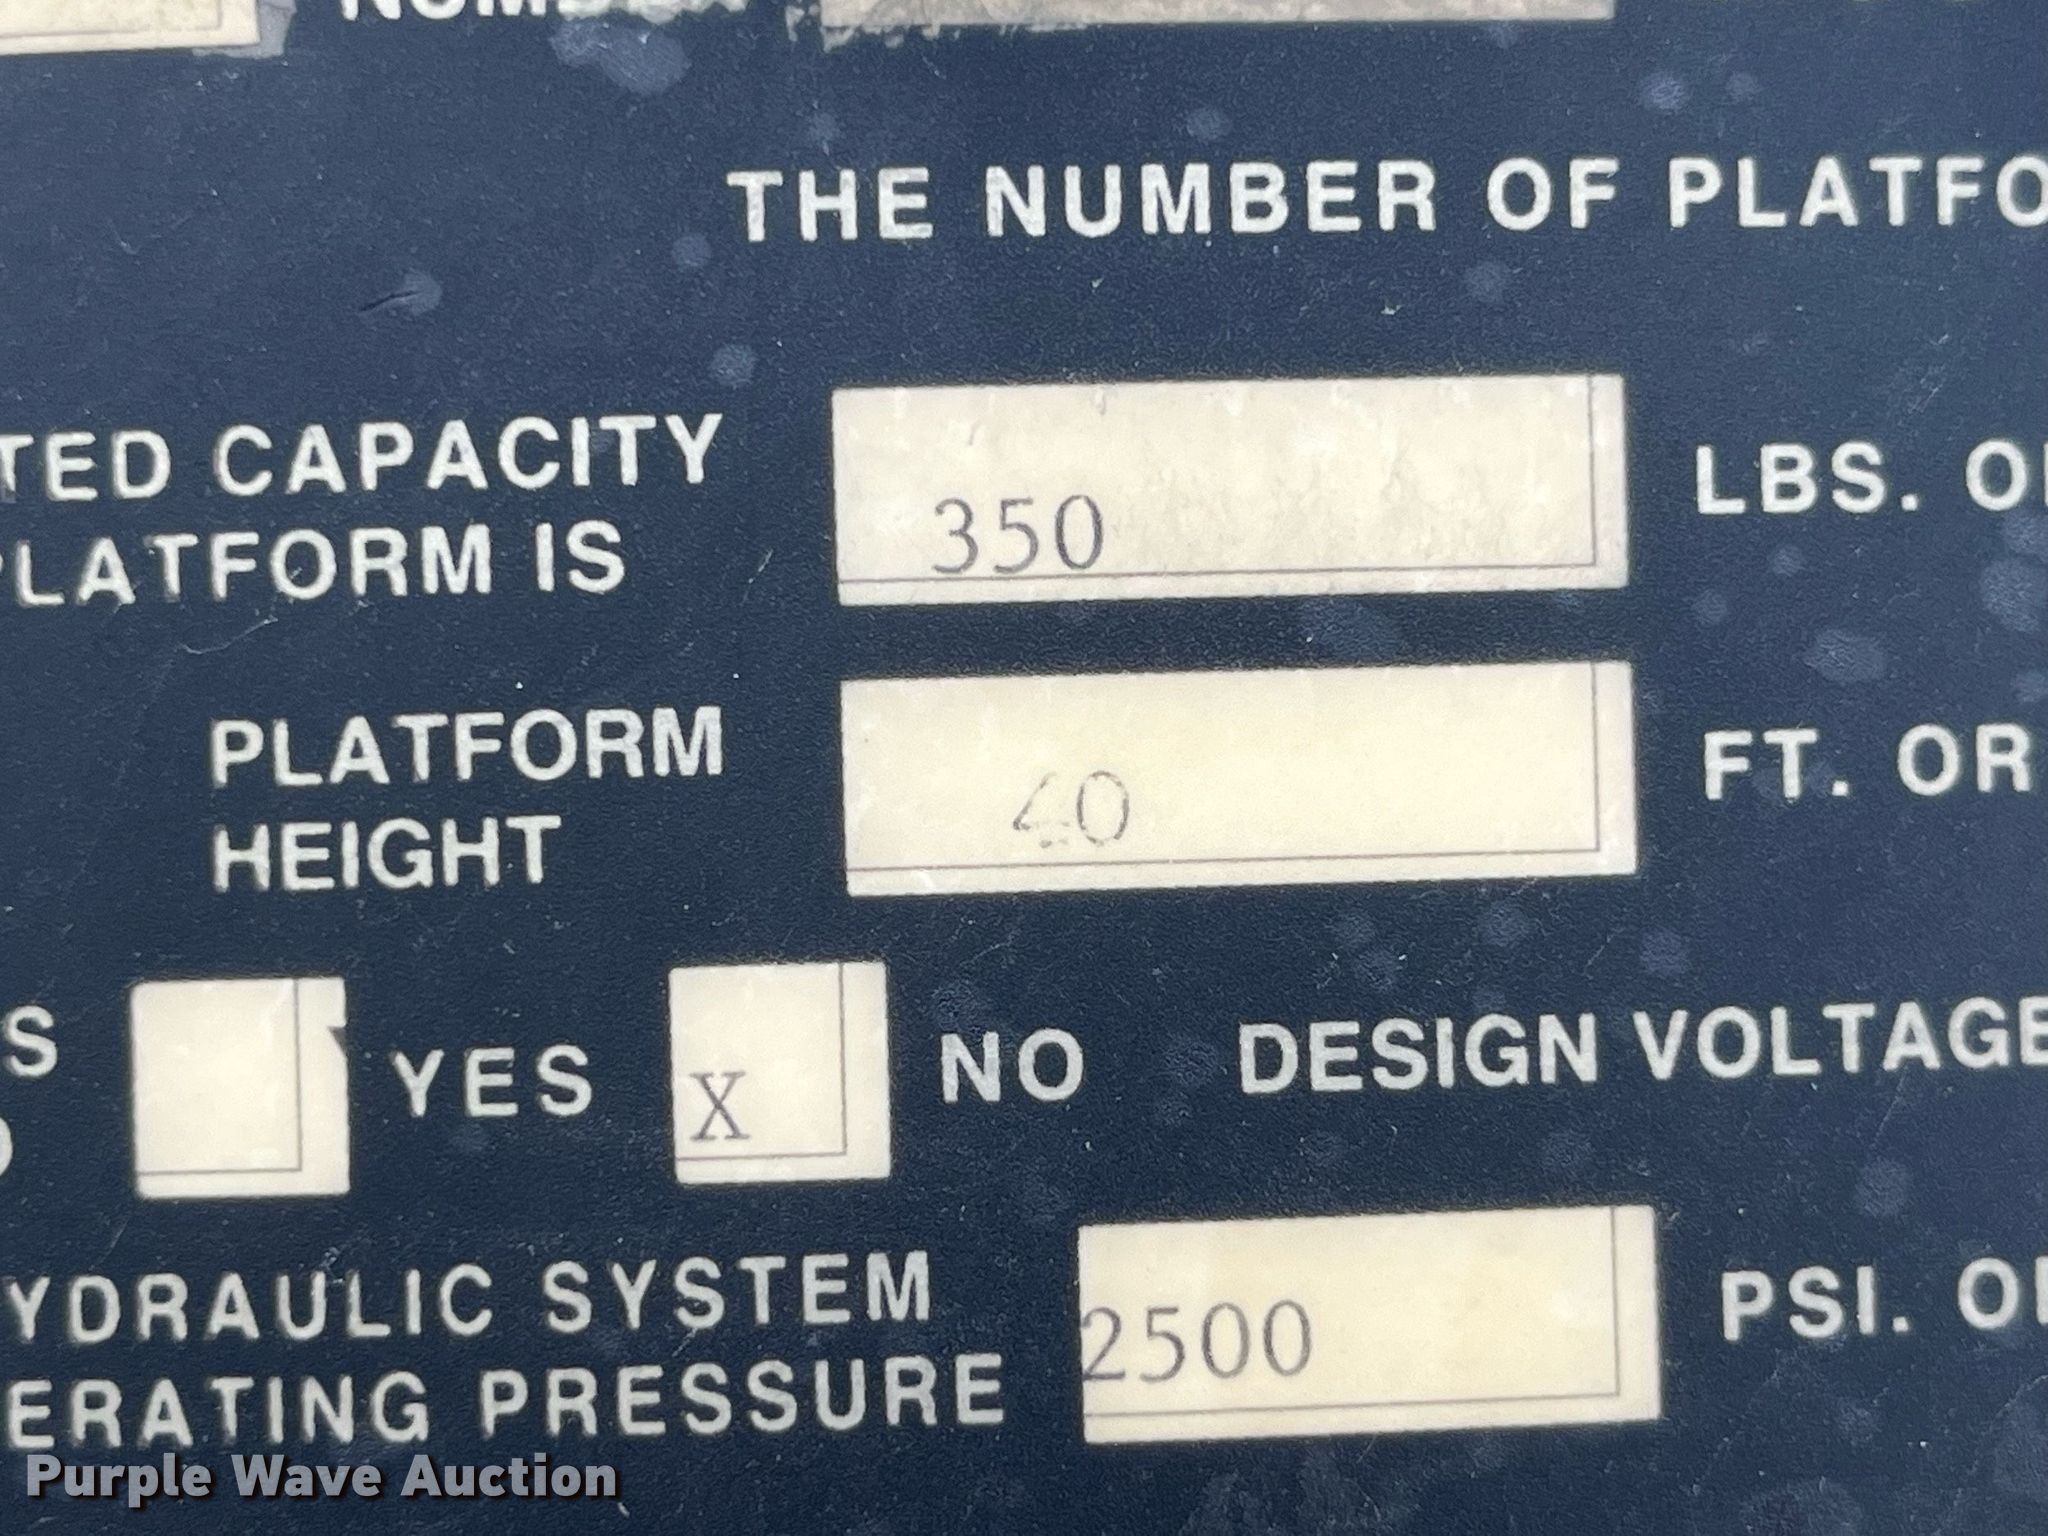 THE NUMBER OF PLATFO
TED CAPACITY 350 LBS. O
PLATFORM IS
PLATFORM 40 FT. OR
HEIGHT
S YES X NO DESIGN VOLTAGE
YDRAULIC SYSTEM 2500 PSI. O
ERATING PRESSURE
Purple Wave Auction